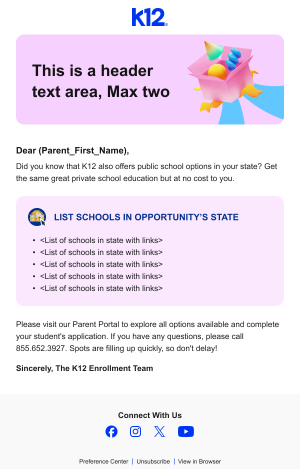 K12
This is a header
text area, Max two
Dear (Parent_First_Name),
Did you know that K12 also offers public school options in your state? Get
the same great private school education but at no cost to you.
LIST SCHOOLS IN OPPORTUNITY'S STATE
• <List of schools in state with links>
• <List of schools in state with links>
• <List of schools in state with links>
• <List of schools in state with links>
• <List of schools in state with links>
Please visit our Parent Portal to explore all options available and complete
your student's application. If you have any questions, please call
855.652.3927. Spots are filling up quickly, so don't delay!
Sincerely, The K12 Enrollment Team
Connect With Us
Preference Center | Unsubscribe | View in Browser